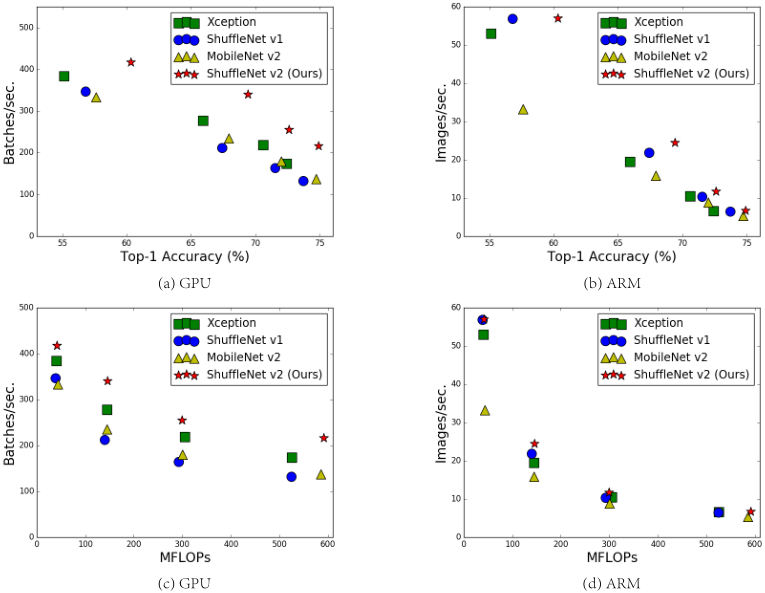 550
500
400
300
200
100
0
Batches/sec.
Xception
ShuffleNet v1
MobileNet v2
ShuffleNet v2 (Ours)
55 60 65 70 75
Top-1 Accuracy (%)
(a) GPU
60
50
40
30
20
10
0
Images/sec.
Xception
ShuffleNet v1
MobileNet v2
ShuffleNet v2 (Ours)
55 60 65 70 75
Top-1 Accuracy (%)
(b) ARM
500
400
300
200
100
0
Batches/sec.
Xception
ShuffleNet v1
MobileNet v2
ShuffleNet v2 (Ours)
0 100 200 300 400 500 600
MFLOPs
(c) GPU
60
50
40
30
20
10
0
Images/sec.
Xception
ShuffleNet v1
MobileNet v2
ShuffleNet v2 (Ours)
0 100 200 300 400 500 600
MFLOPs
(d) ARM